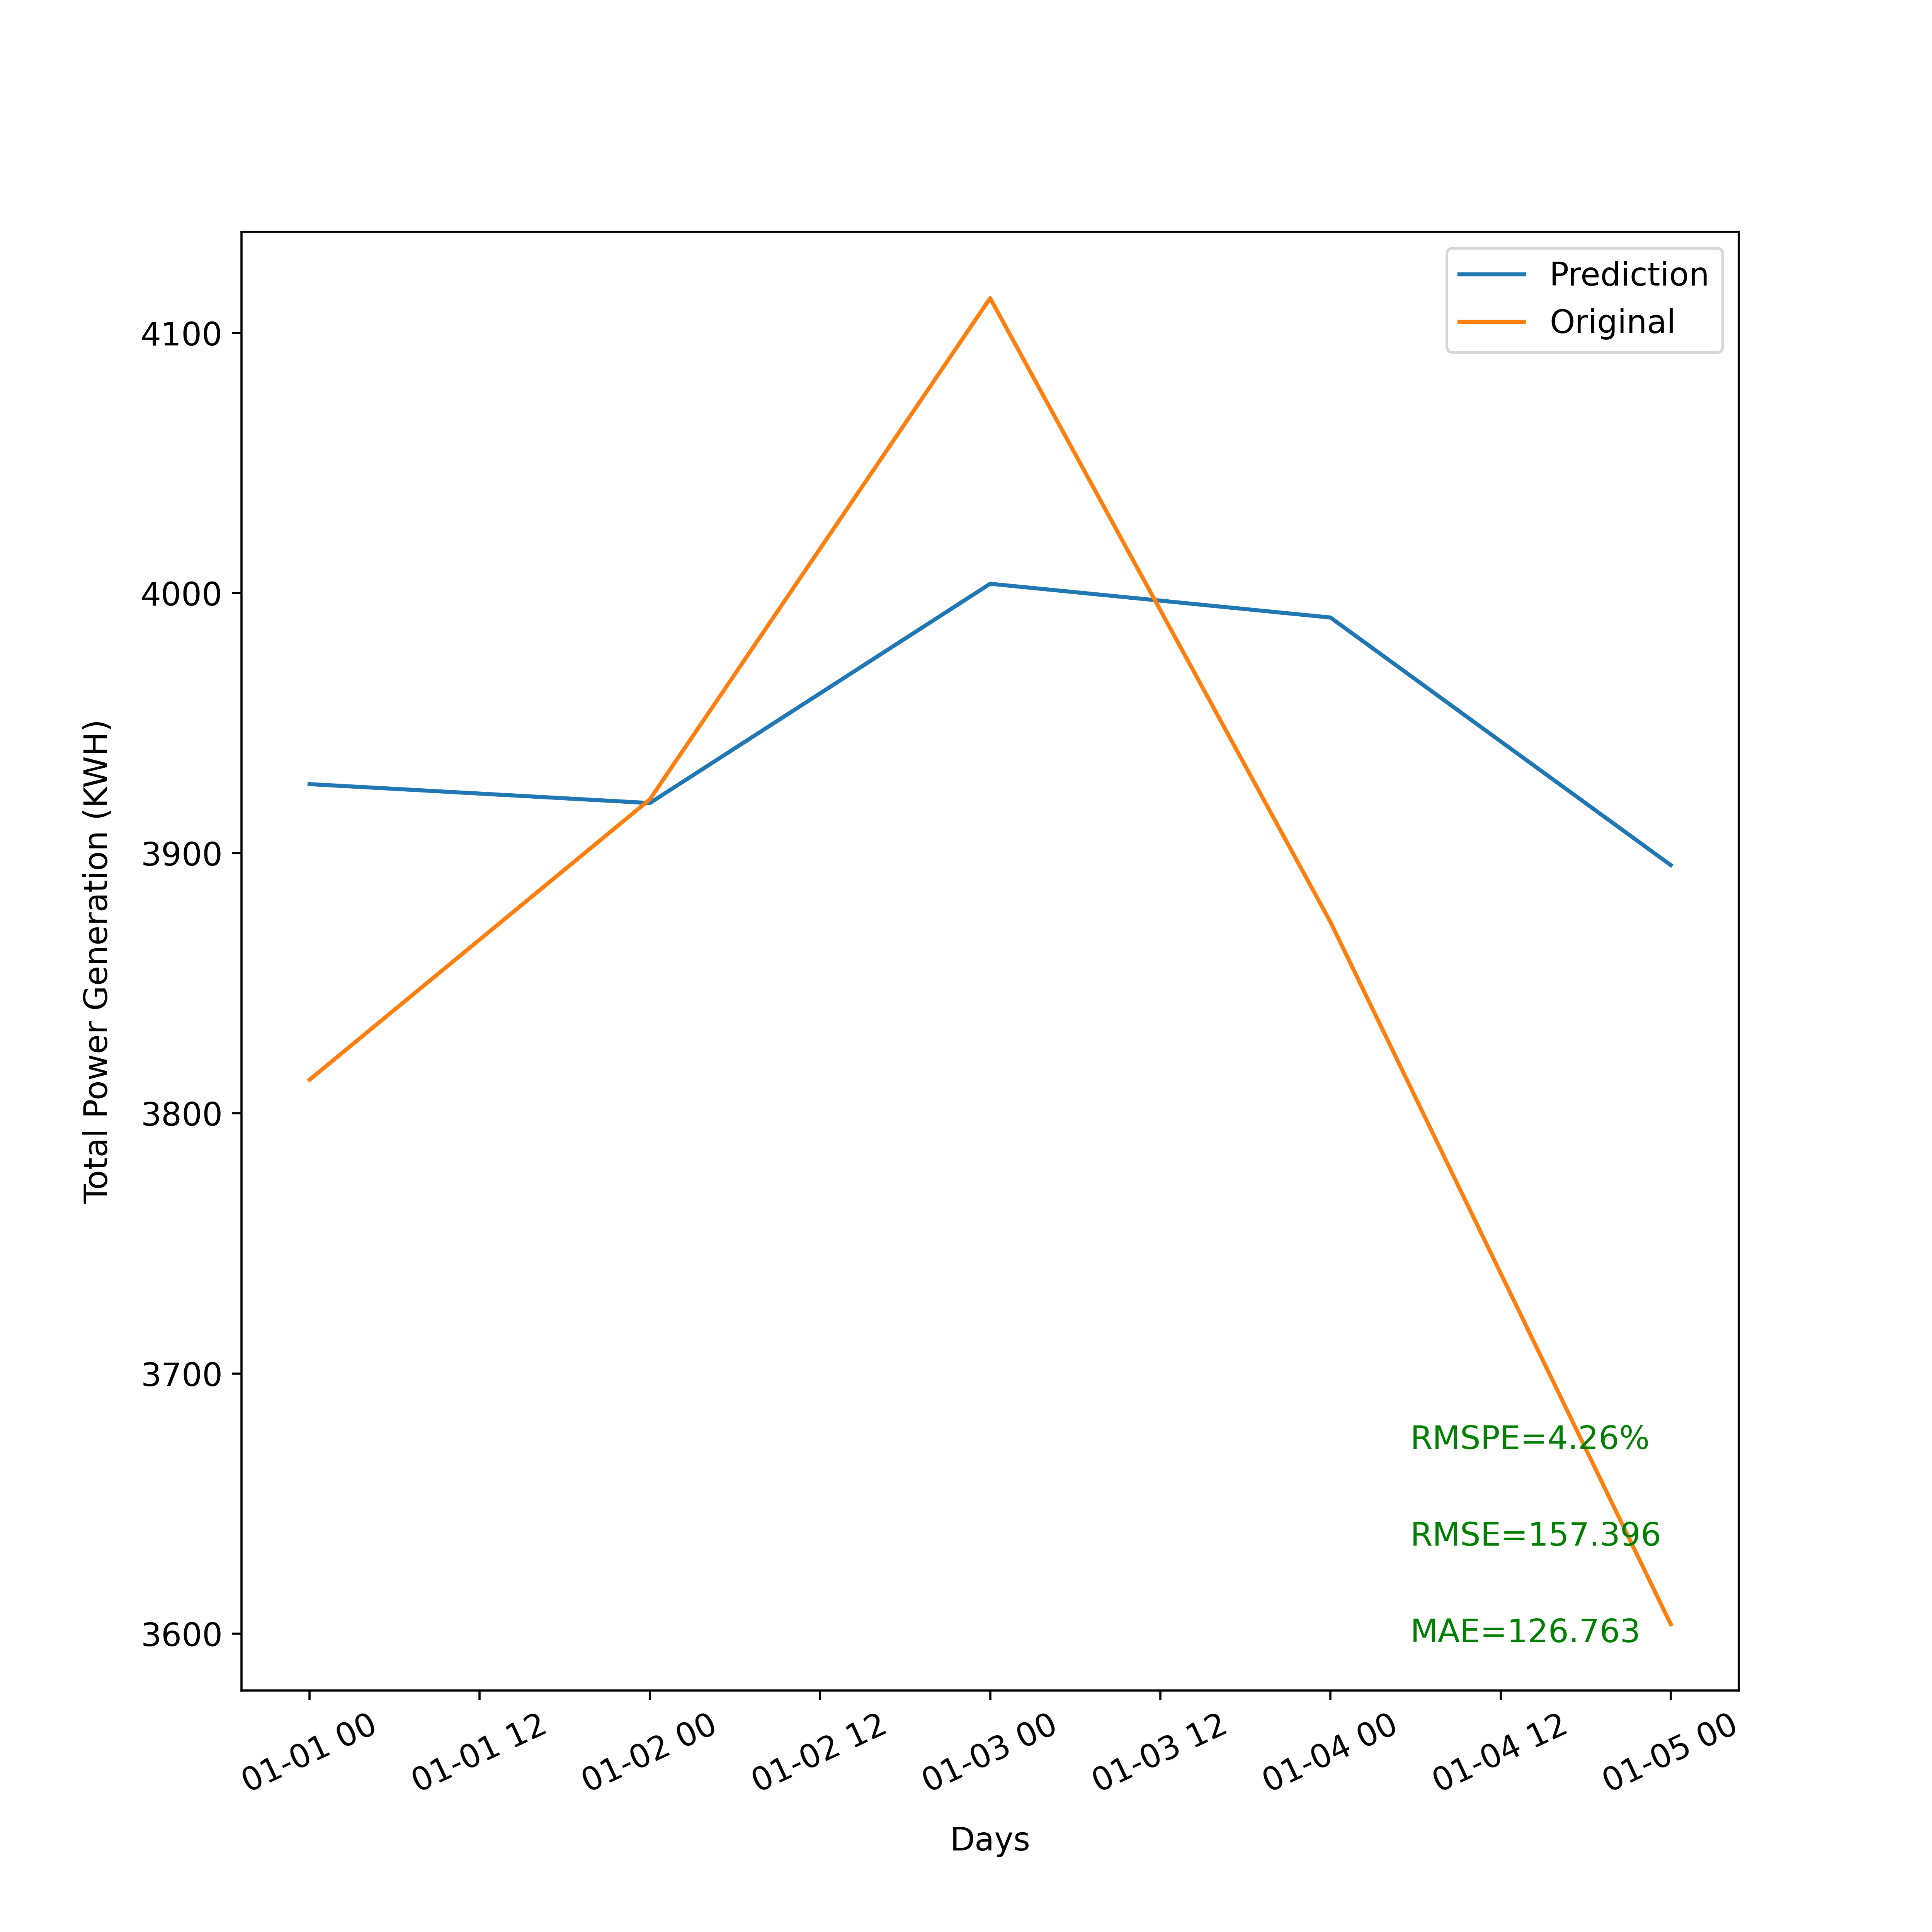 Prediction
Original
4100
4000
3900
3800
3700
3600
Total Power Generation (KWH)
RMSPE=4.26%
RMSE=157.396
MAE=126.763
01-01 00
01-01 12
01-02 00
01-02 12
01-03 00
01-03 12
01-04 00
01-04 12
01-05 00
Days